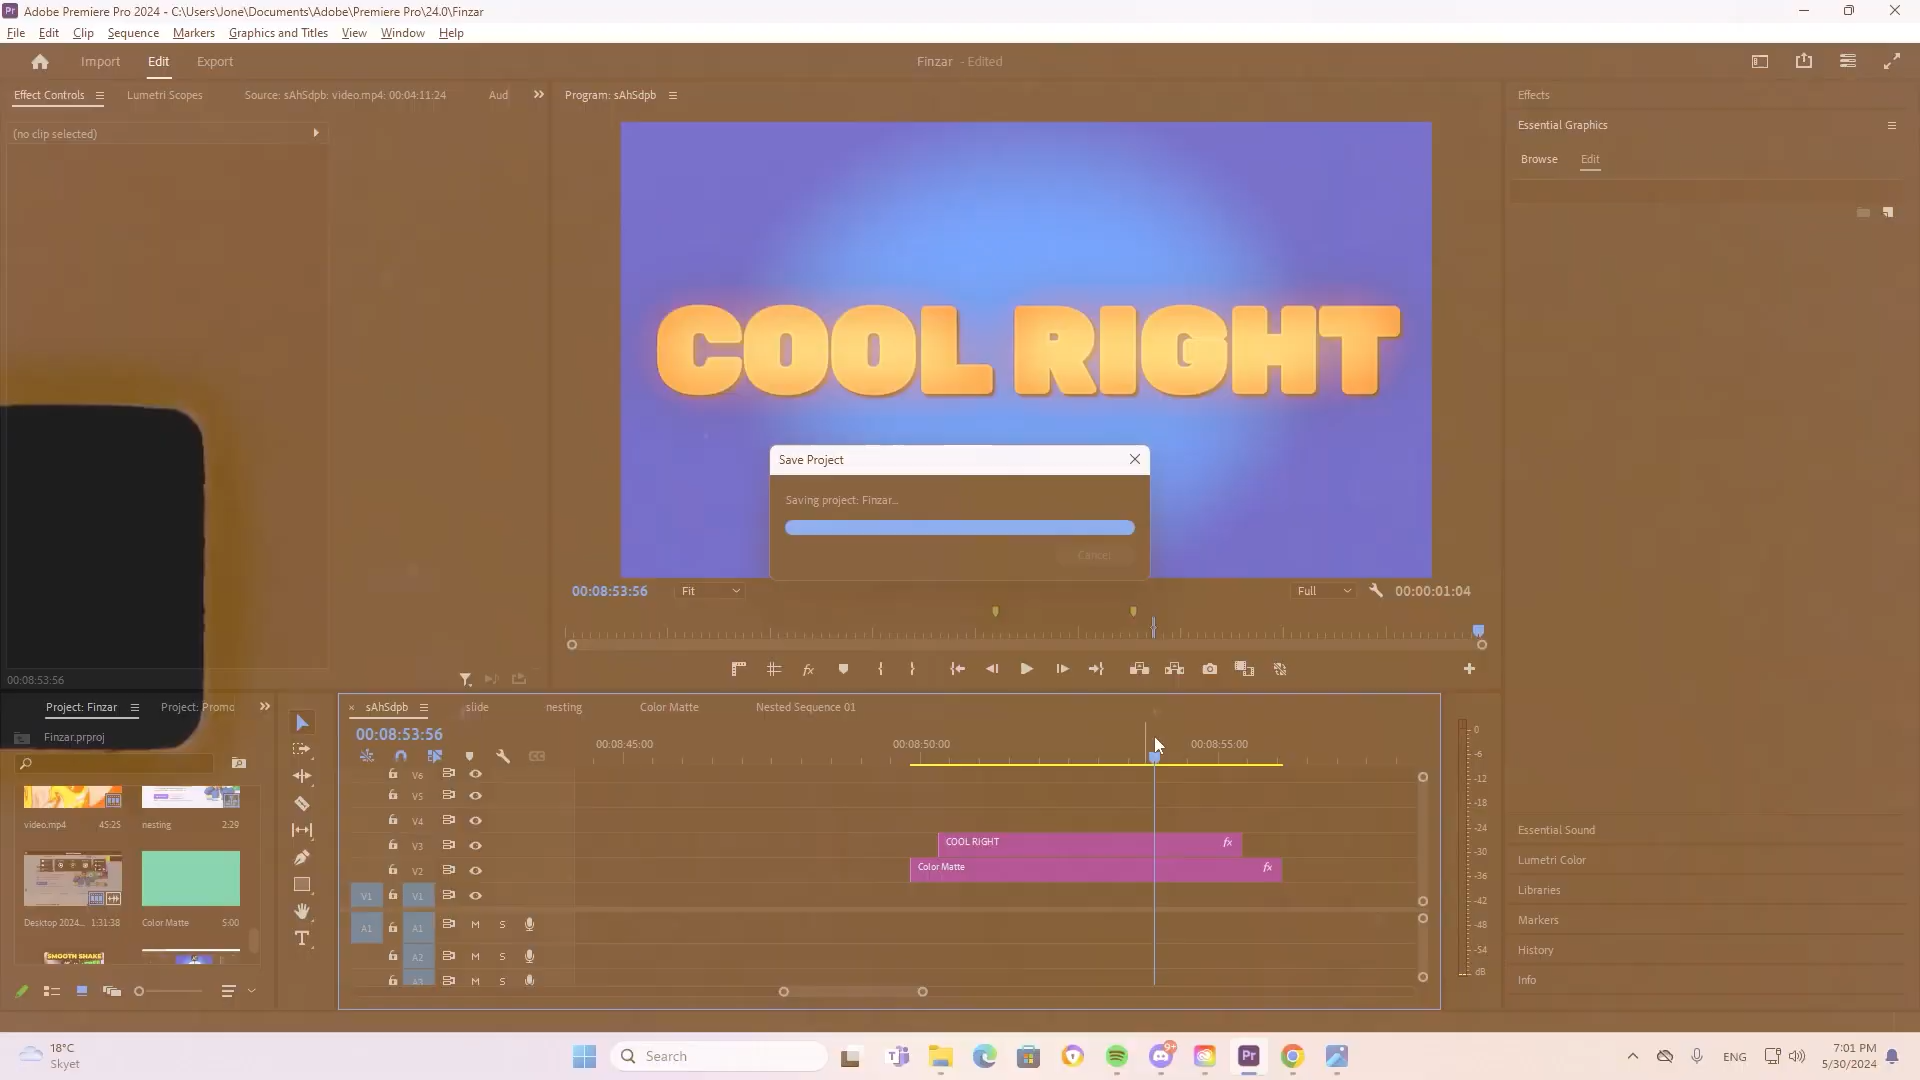 Adobe Premiere Pro 2024 - C:\Users\Jone\Documents\Adobe\Premiere Pro\24.0\Finzar
File Edit Clip Sequence Markers Graphics and Titles View Window Help
Import Edit Export
Finzar - Edited
Effect Controls Lumetri Scopes Source: sAhSdpb: video.mp4: 00:04:11:24 Aud
Program: sAhSdpb
Effects
(no clip selected)
Essential Graphics
Browse Edit
COOL RIGHT
Save Project
Saving project: Finzar...
Cancel
00:08:53:56 Fit Full 00:00:01:04
00:08:53:56
Project: Finzar Project: Promo
Finzar.prproj
video.mp4 45:25
nesting 2:29
Desktop 2024... 1:31:38
Color Matte 5:00
SMOOTH SHAKE
sAhSdpb slide nesting Color Matte Nested Sequence 01
00:08:53:56
00:08:45:00 00:08:50:00 00:08:55:00
V6
V5
V4
V3 COOL RIGHT fx
V2 Color Matte fx
V1 V1
A1 A1 M S
A2 M S
A3 M S
0
-6
-12
-18
-24
-30
-36
-42
-48
-54
dB
Essential Sound
Lumetri Color
Libraries
Markers
History
Info
18°C
Skyet
Search
9+
Pr
ENG
7:01 PM
5/30/2024